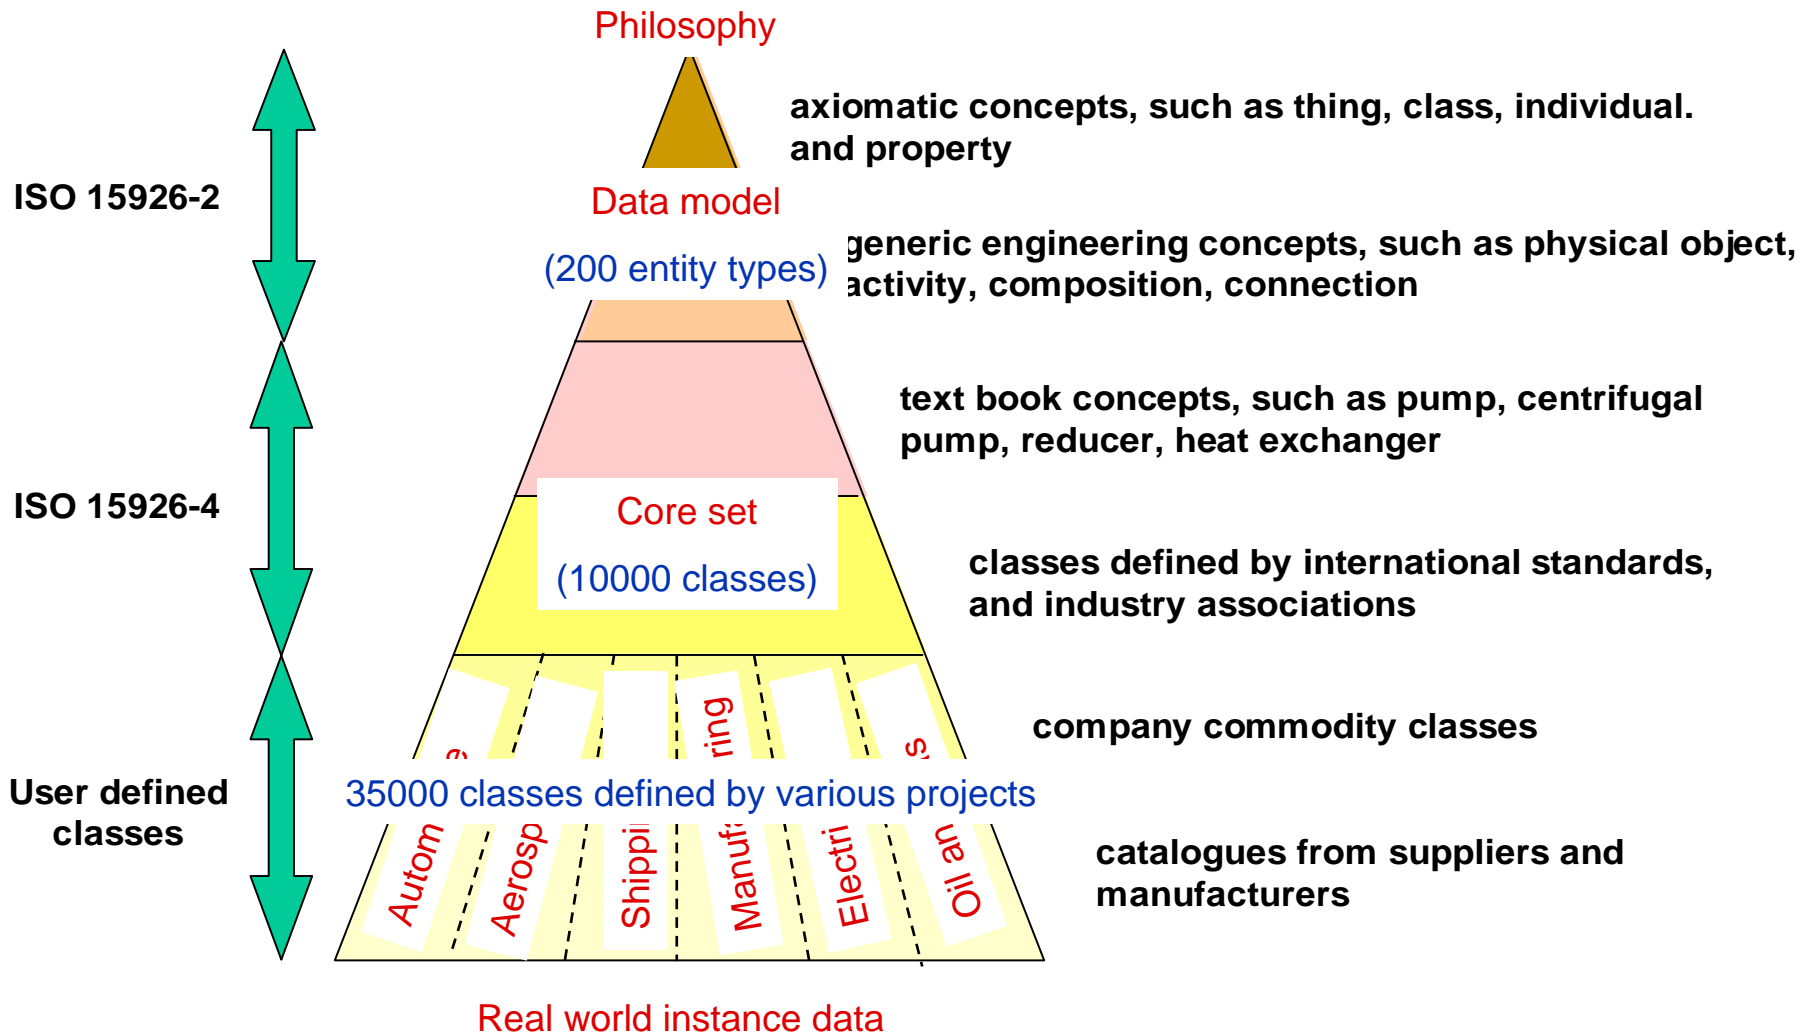 Philosophy
axiomatic concepts, such as thing, class, individual.
and property
ISO 15926-2
Data model
(200 entity types)
generic engineering concepts, such as physical object,
activity, composition, connection
text book concepts, such as pump, centrifugal
pump, reducer, heat exchanger
ISO 15926-4
Core set
(10000 classes)
classes defined by international standards,
and industry associations
company commodity classes
User defined
classes
35000 classes defined by various projects
catalogues from suppliers and
manufacturers
Oil
Real world instance data